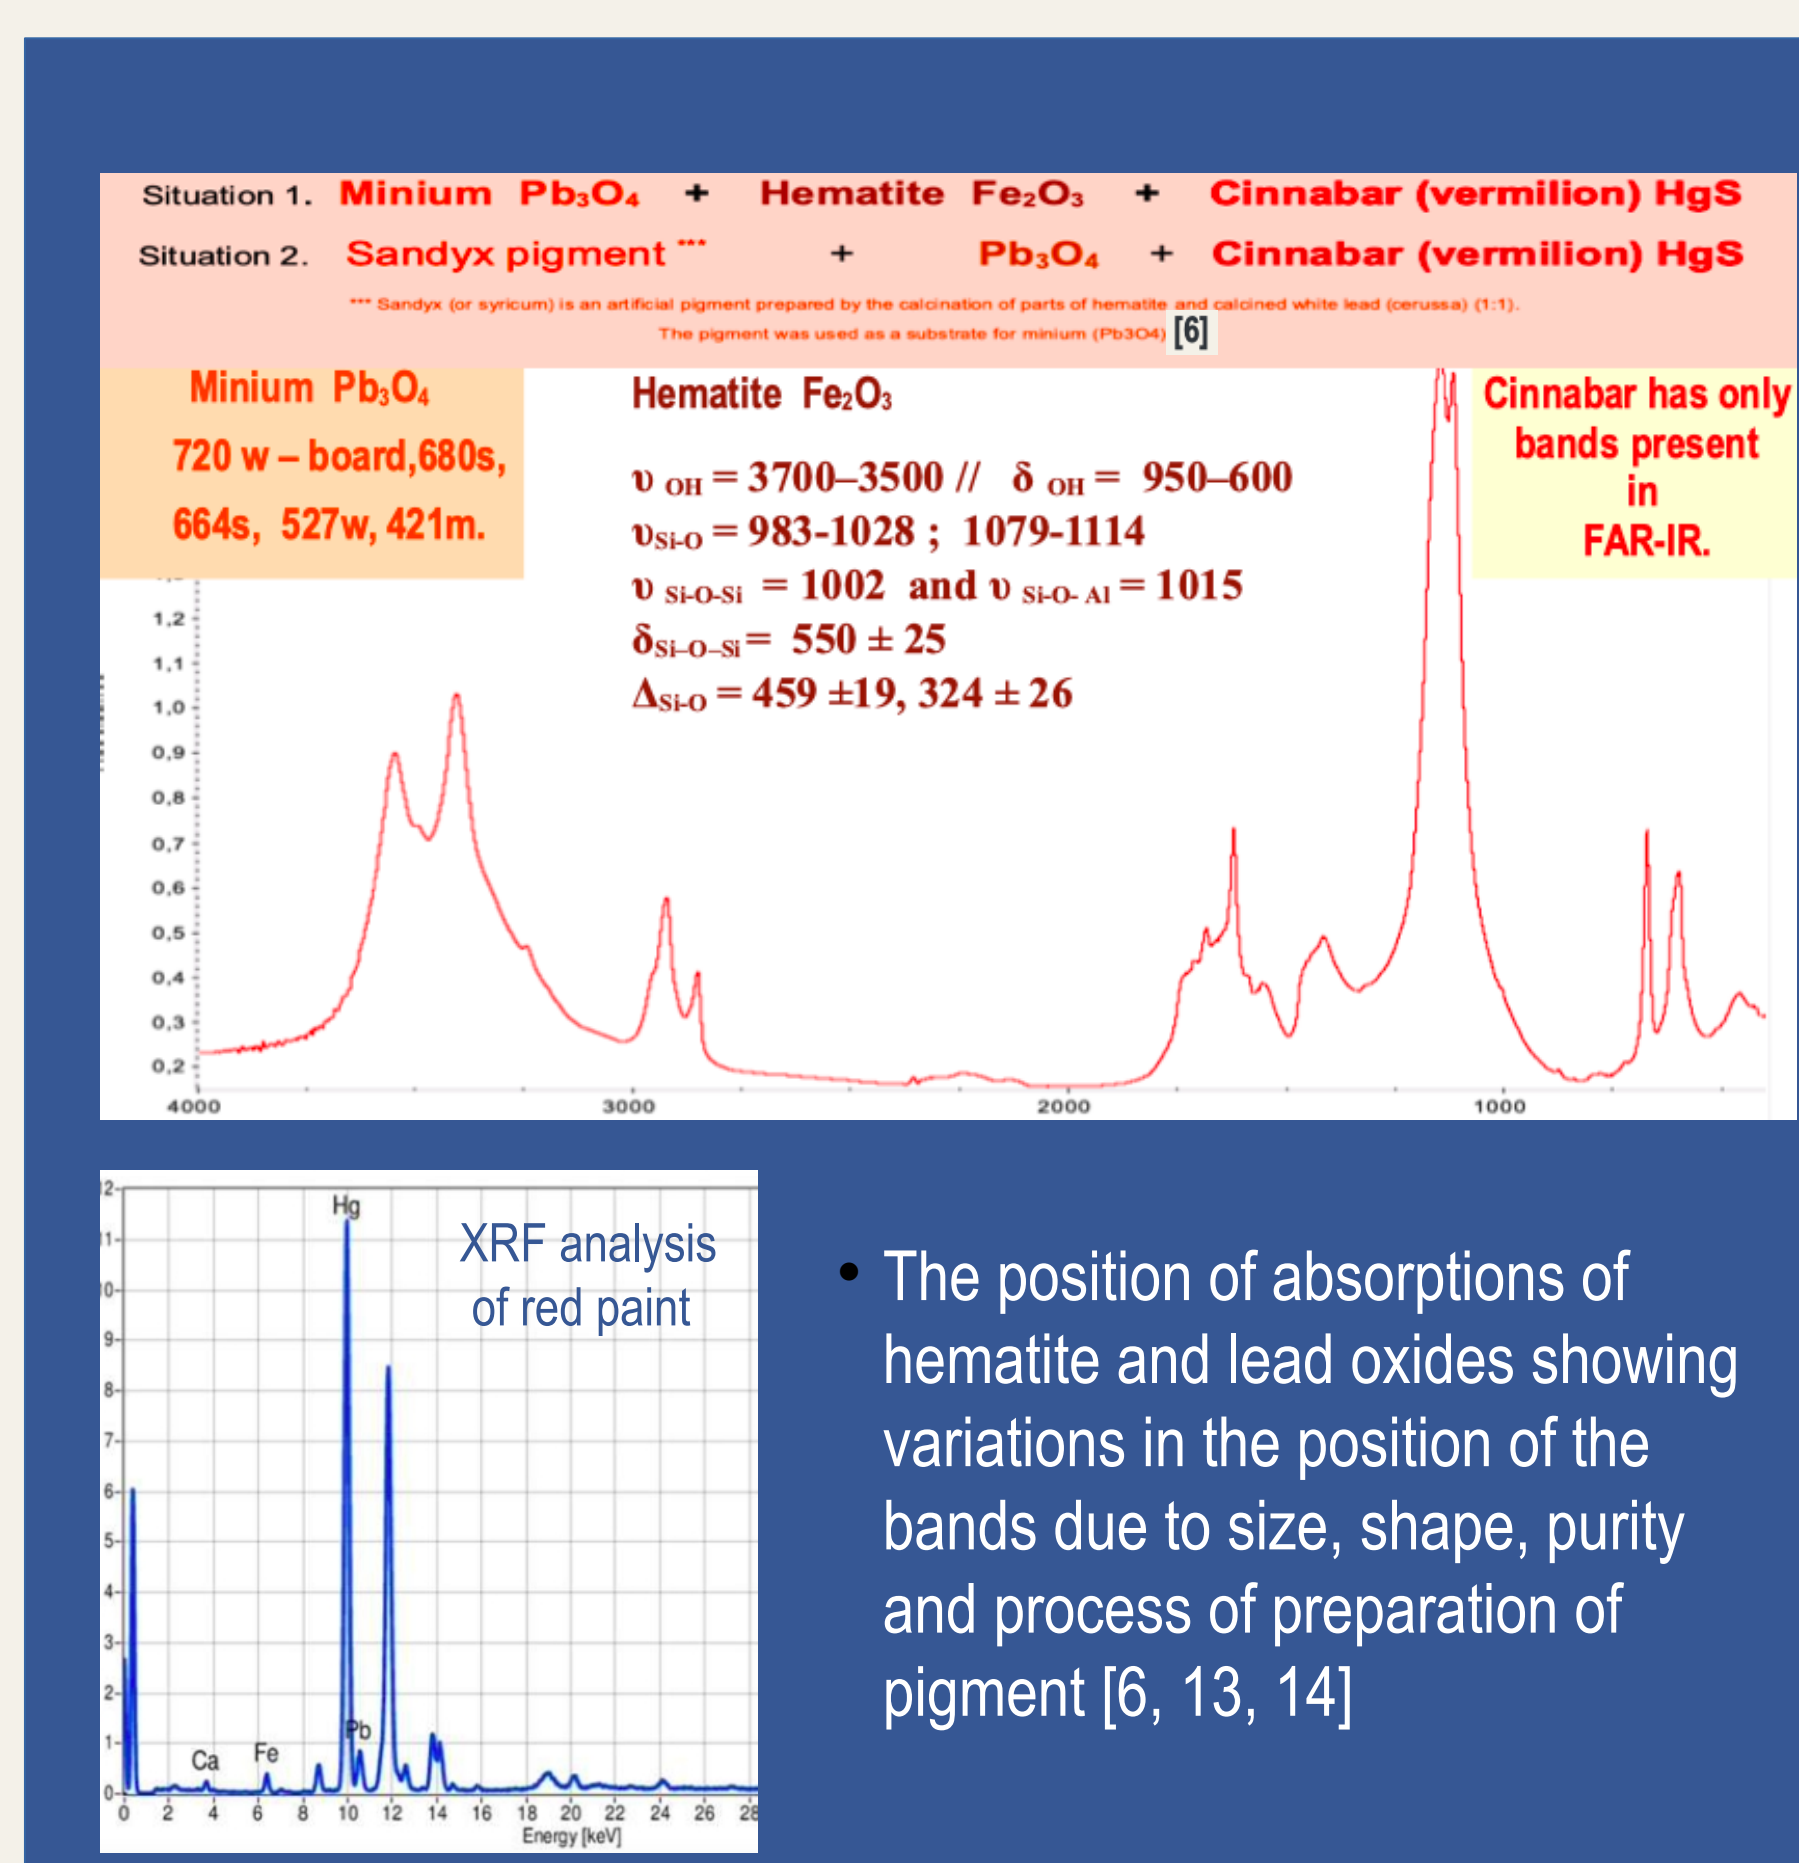 Situation 1. Minium Pb₃O₄ + Hematite Fe₂O₃ + Cinnabar (vermilion) HgS
Situation 2. Sandyx pigment *** + Pb₃O₄ + Cinnabar (vermilion) HgS
*** Sandyx (or syricum) is an artificial pigment prepared by the calcination of parts of hematite and calcined white lead (cerussa) (1:1).
The pigment was used as a substrate for minium (Pb3O4) [6]
Minium Pb₃O₄
720 w – board,680s,
664s, 527w, 421m.
Hematite Fe₂O₃
υ OH = 3700–3500 // δ OH = 950–600
υSi-O = 983-1028 ; 1079-1114
υ Si-O-Si = 1002 and υ Si-O- Al = 1015
δSi–O–Si = 550 ± 25
ΔSi-O = 459 ±19, 324 ± 26
Cinnabar has only
bands present
in
FAR-IR.
1,2
1,1
1,0
0,9
0,8
0,7
0,6
0,5
0,4
0,3
0,2
4000 3000 2000 1000
XRF analysis
of red paint
Hg
Pb
Ca
Fe
12
11
10
9
8
7
6
5
4
3
2
1
0
0 2 4 6 8 10 12 14 16 18 20 22 24 26 28
Energy [keV]
• The position of absorptions of
hematite and lead oxides showing
variations in the position of the
bands due to size, shape, purity
and process of preparation of
pigment [6, 13, 14]